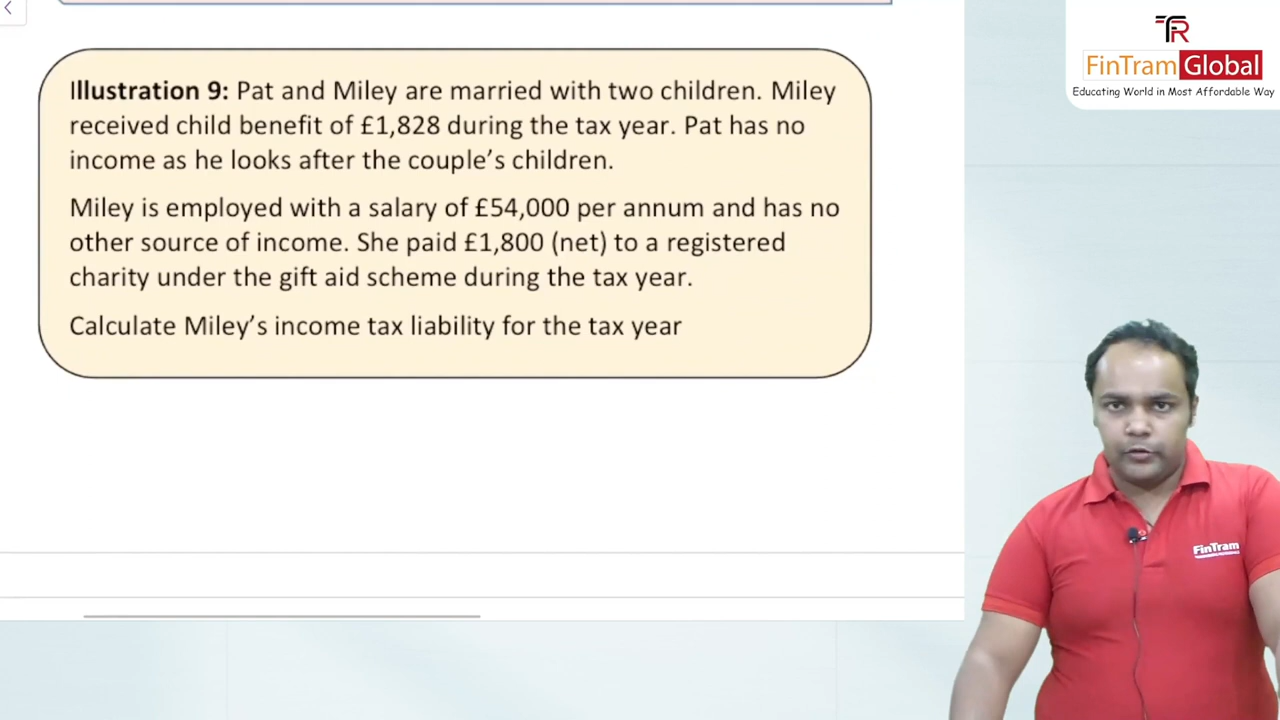 Illustration 9: Pat and Miley are married with two children. Miley
received child benefit of £1,828 during the tax year. Pat has no
income as he looks after the couple's children.
Miley is employed with a salary of £54,000 per annum and has no
other source of income. She paid £1,800 (net) to a registered
charity under the gift aid scheme during the tax year.
Calculate Miley's income tax liability for the tax year
FinTram Global
Educating World in Most Affordable Way
FinTram